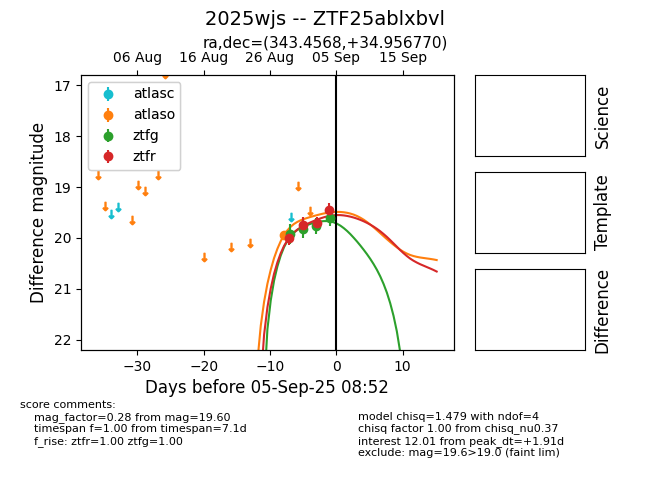 2025wjs -- ZTF25ablxbvl
ra,dec=(343.4568,+34.956770)
06 Aug 16 Aug 26 Aug 05 Sep 15 Sep
17
18
19
20
21
22
Difference magnitude
atlasc
atlaso
ztfg
ztfr
−30 −20 −10 0 10
Days before 05-Sep-25 08:52
Science
Template
Difference
score comments:
mag_factor=0.28 from mag=19.60
timespan f=1.00 from timespan=7.1d
f_rise: ztfr=1.00 ztfg=1.00
model chisq=1.479 with ndof=4
chisq factor 1.00 from chisq_nu0.37
interest 12.01 from peak_dt=+1.91d
exclude: mag=19.6>19.0 (faint lim)